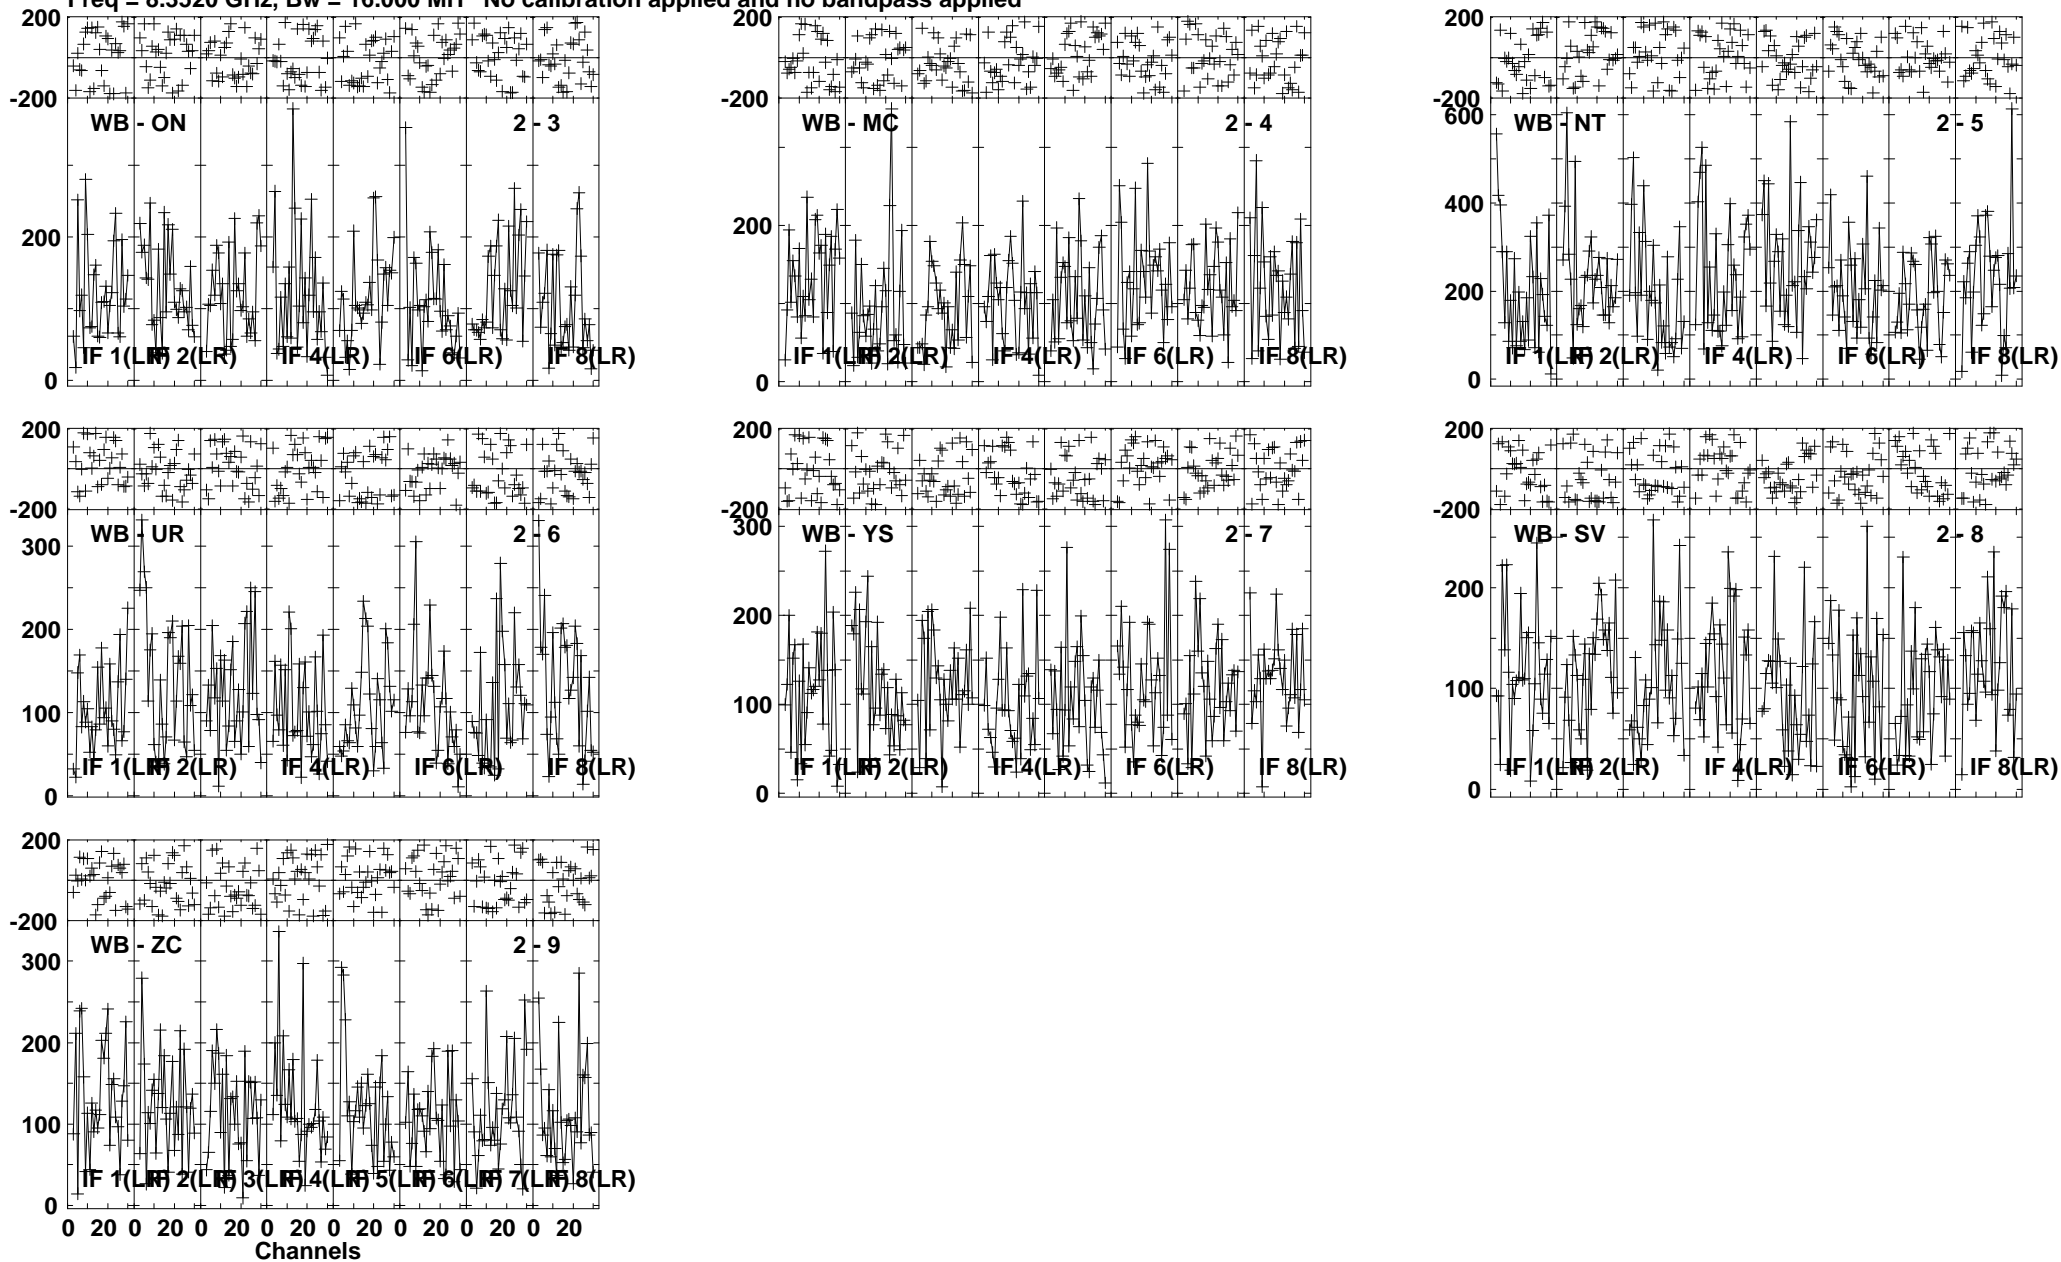 Freq = 8.3520 GHz, Bw = 16.000 MH No calibration applied and no bandpass applied
200
-200
WB - ON 2 - 3
200
0
IF 1(LR) IF 2(LR) IF 4(LR) IF 6(LR) IF 8(LR)
200
-200
WB - MC 2 - 4
200
0
IF 1(LR) IF 2(LR) IF 4(LR) IF 6(LR) IF 8(LR)
200
-200
600
WB - NT 2 - 5
400
200
0
IF 1(LR) IF 2(LR) IF 4(LR) IF 6(LR) IF 8(LR)
200
-200
WB - UR 2 - 6
300
200
100
0
IF 1(LR) IF 2(LR) IF 4(LR) IF 6(LR) IF 8(LR)
200
-200
300
WB - YS 2 - 7
200
100
0
IF 1(LR) IF 2(LR) IF 4(LR) IF 6(LR) IF 8(LR)
200
-200
WB - SV 2 - 8
200
100
0
IF 1(LR) IF 2(LR) IF 4(LR) IF 6(LR) IF 8(LR)
200
-200
WB - ZC 2 - 9
300
200
100
0
IF 1(LR) IF 2(LR) IF 3(LR) IF 4(LR) IF 5(LR) IF 6(LR) IF 7(LR) IF 8(LR)
0 20 0 20 0 20 0 20 0 20 0 20 0 20 0 20
Channels